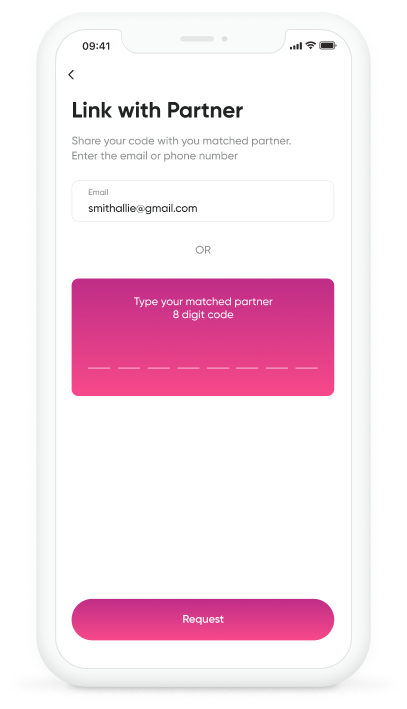 09:41
Link with Partner
Share your code with you matched partner.
Enter the email or phone number
Email
smithallie@gmail.com
OR
Type your matched partner
8 digit code
Request